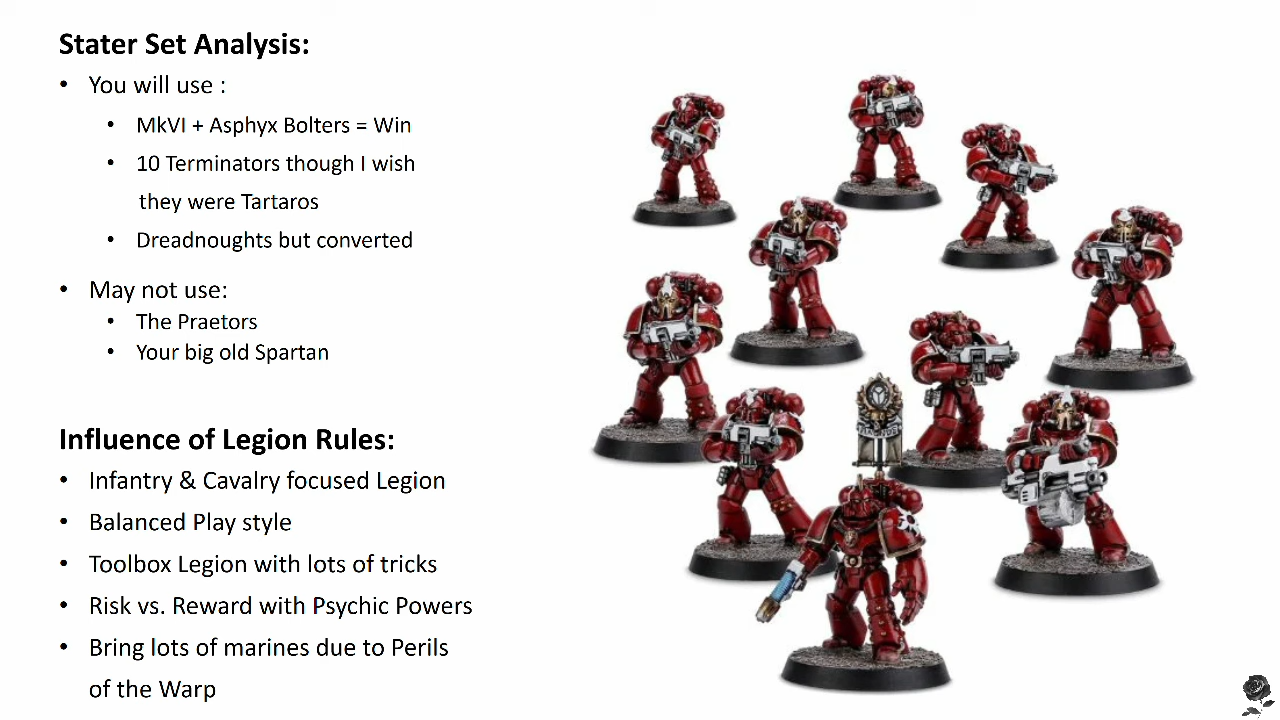 Stater Set Analysis:
• You will use :
• MkVI + Asphyx Bolters = Win
• 10 Terminators though I wish
they were Tartaros
• Dreadnoughts but converted
• May not use:
• The Praetors
• Your big old Spartan
Influence of Legion Rules:
• Infantry & Cavalry focused Legion
• Balanced Play style
• Toolbox Legion with lots of tricks
• Risk vs. Reward with Psychic Powers
• Bring lots of marines due to Perils
of the Warp